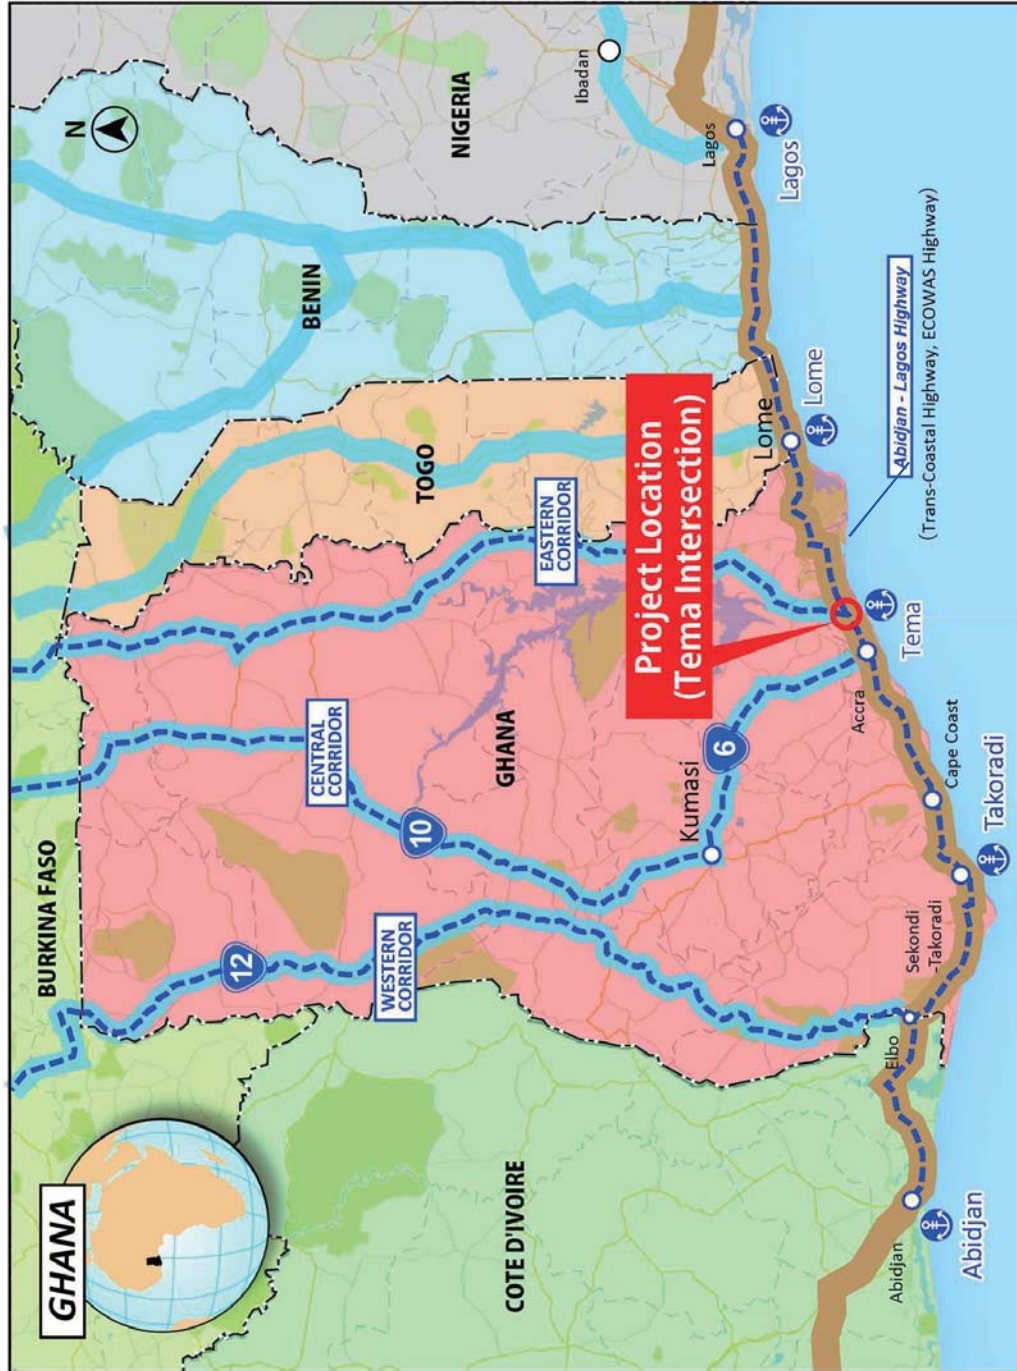 GHANA
N
BURKINA FASO
12
WESTERN
CORRIDOR
10
CENTRAL
CORRIDOR
GHANA
EASTERN
CORRIDOR
TOGO
BENIN
NIGERIA
Ibadan
COTE D'IVOIRE
Kumasi
6
Project Location
(Tema Intersection)
Lome
Lagos
Abidjan
Elbo
Sekondi
-Takoradi
Cape Coast
Accra
Abidjan
Takoradi
Tema
Lome
Lagos
Abidjan - Lagos Highway
(Trans-Coastal Highway, ECOWAS Highway)